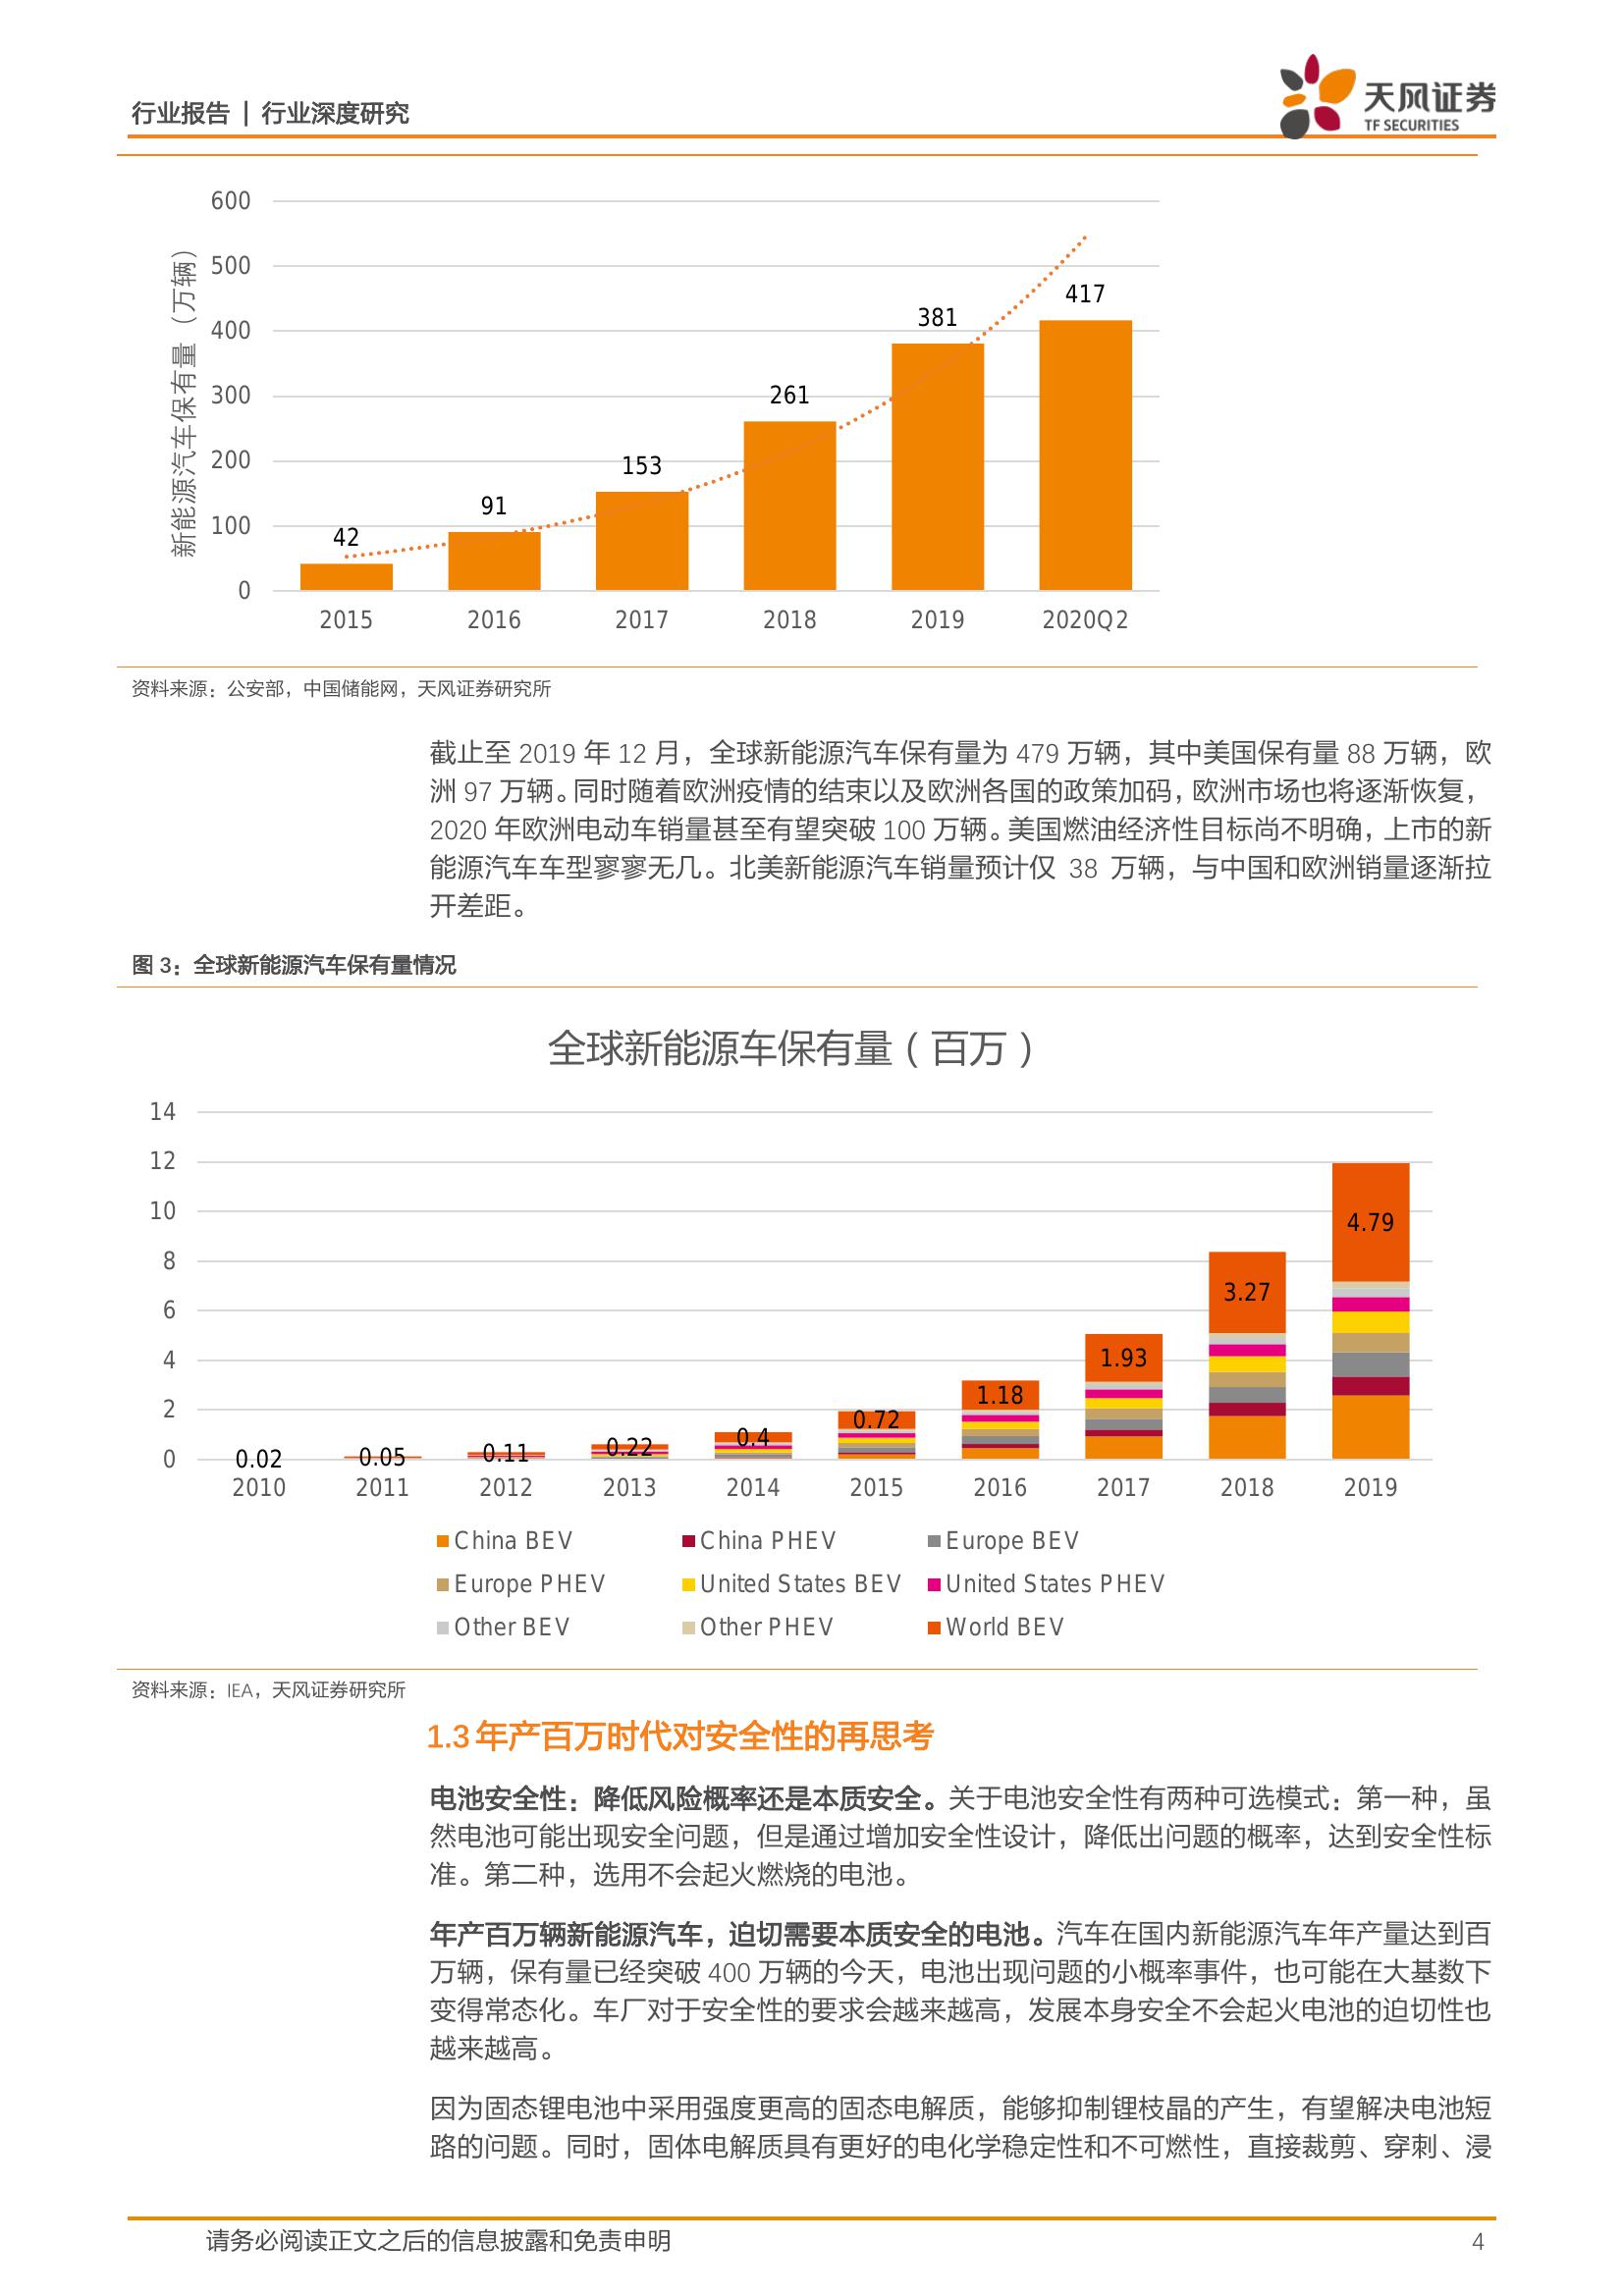 行业报告 | 行业深度研究
天风证券
TF SECURITIES
新能源汽车保有量（万辆）
600
500
400
300
200
100
0
42
91
153
261
381
417
2015 2016 2017 2018 2019 2020Q2
资料来源：公安部，中国储能网，天风证券研究所
截止至 2019 年 12 月，全球新能源汽车保有量为 479 万辆，其中美国保有量 88 万辆，欧
洲 97 万辆。同时随着欧洲疫情的结束以及欧洲各国的政策加码，欧洲市场也将逐渐恢复，
2020 年欧洲电动车销量甚至有望突破 100 万辆。美国燃油经济性目标尚不明确，上市的新
能源汽车车型寥寥无几。北美新能源汽车销量预计仅 38 万辆，与中国和欧洲销量逐渐拉
开差距。
图 3：全球新能源汽车保有量情况
全球新能源车保有量（百万）
14
12
10
8
6
4
2
0
0.02
0.05
0.11
0.22
0.4
0.72
1.18
1.93
3.27
4.79
2010 2011 2012 2013 2014 2015 2016 2017 2018 2019
China BEV China PHEV Europe BEV
Europe PHEV United States BEV United States PHEV
Other BEV Other PHEV World BEV
资料来源：IEA，天风证券研究所
1.3 年产百万时代对安全性的再思考
电池安全性：降低风险概率还是本质安全。关于电池安全性有两种可选模式：第一种，虽
然电池可能出现安全问题，但是通过增加安全性设计，降低出问题的概率，达到安全性标
准。第二种，选用不会起火燃烧的电池。
年产百万辆新能源汽车，迫切需要本质安全的电池。汽车在国内新能源汽车年产量达到百
万辆，保有量已经突破 400 万辆的今天，电池出现问题的小概率事件，也可能在大基数下
变得常态化。车厂对于安全性的要求会越来越高，发展本身安全不会起火电池的迫切性也
越来越高。
因为固态锂电池中采用强度更高的固态电解质，能够抑制锂枝晶的产生，有望解决电池短
路的问题。同时，固体电解质具有更好的电化学稳定性和不可燃性，直接裁剪、穿刺、浸
请务必阅读正文之后的信息披露和免责申明
4